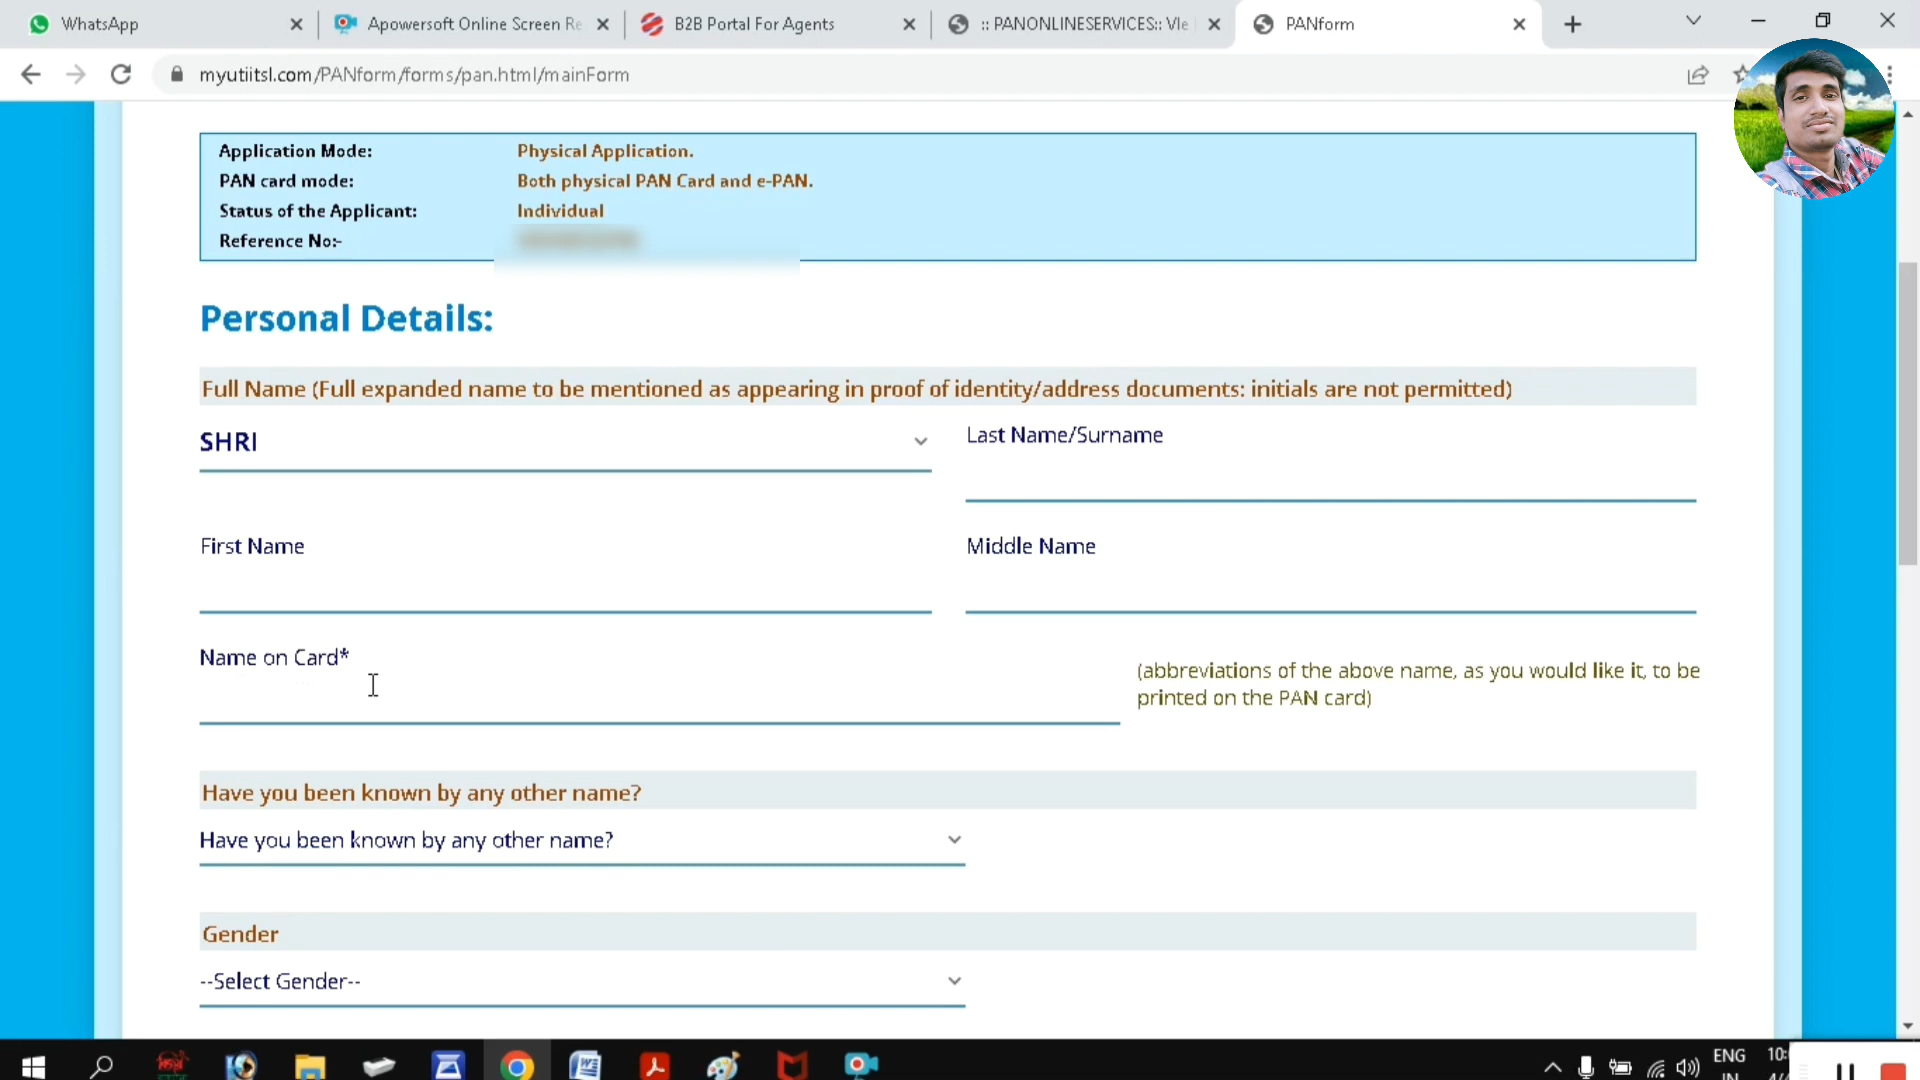 WhatsApp
Apowersoft Online Screen Re
B2B Portal For Agents
:: PANONLINESERVICES:: Vle
PANform
myutiitsl.com/PANform/forms/pan.html/mainForm
Application Mode: Physical Application.
PAN card mode: Both physical PAN Card and e-PAN.
Status of the Applicant: Individual
Reference No:-
Personal Details:
Full Name (Full expanded name to be mentioned as appearing in proof of identity/address documents: initials are not permitted)
SHRI
Last Name/Surname
First Name
Middle Name
Name on Card*
(abbreviations of the above name, as you would like it, to be
printed on the PAN card)
Have you been known by any other name?
Have you been known by any other name?
Gender
--Select Gender--
ENG